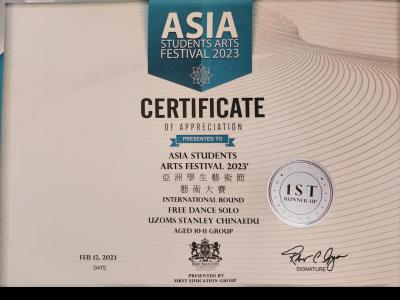 ASIA
STUDENTS ARTS
FESTIVAL 2023
CERTIFICATE
OF APPRECIATION
PRESENTED TO
ASIA STUDENTS
ARTS FESTIVAL 2023'
亞洲學生藝術節
藝術大賽
INTERNATIONAL ROUND
FREE DANCE SOLO
UZOMS STANLEY CHINAEDU
AGED 10-11 GROUP
1ST
RUNNER-UP
FEB 12, 2023
DATE
SIGNATURE
PRESENTED BY
FIRST EDUCATION GROUP